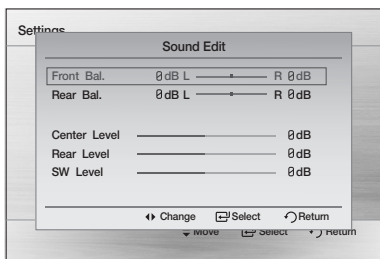 Settings
Sound Edit
Front Bal. 0dB L R 0dB
Rear Bal. 0dB L R 0dB
Center Level 0dB
Rear Level 0dB
SW Level 0dB
Change Select Return
Move Select Return